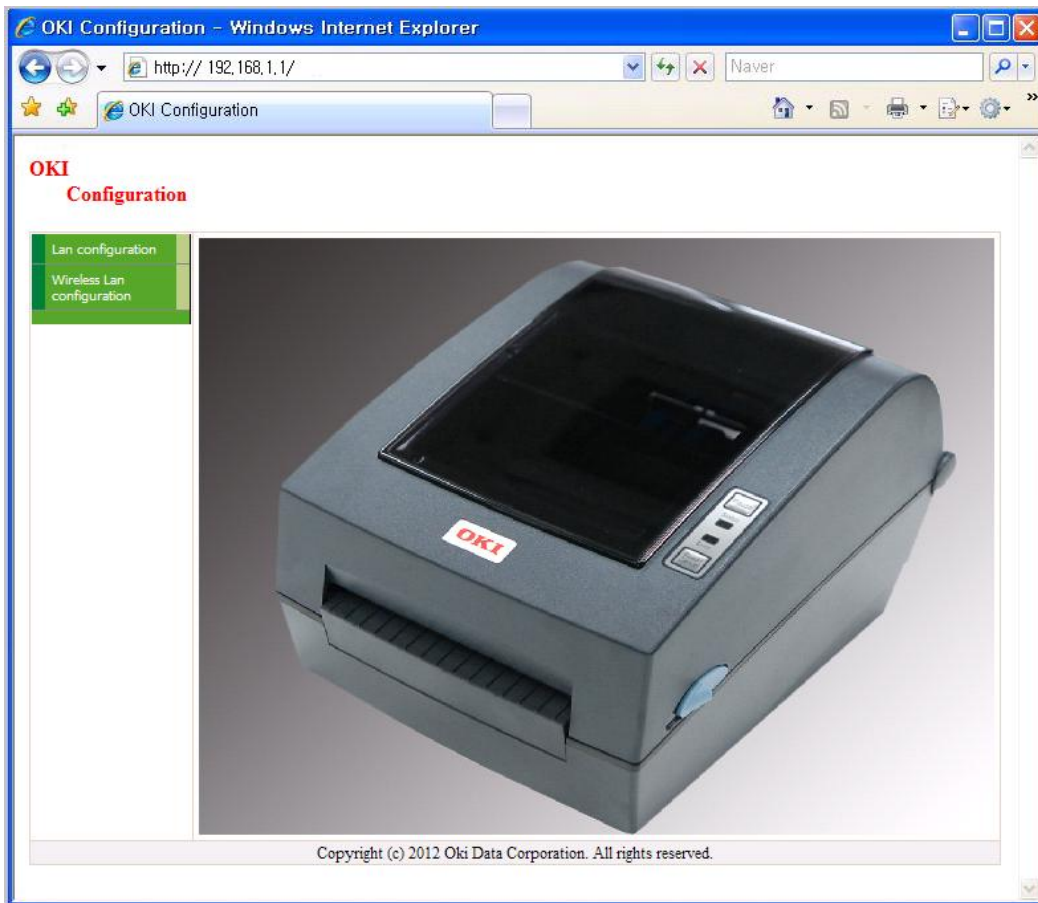 OKI Configuration - Windows Internet Explorer
http:// 192,168,1,1/
Naver
OKI Configuration
OKI
Configuration
Lan configuration
Wireless Lan
configuration
OKI
Copyright (c) 2012 Oki Data Corporation. All rights reserved.